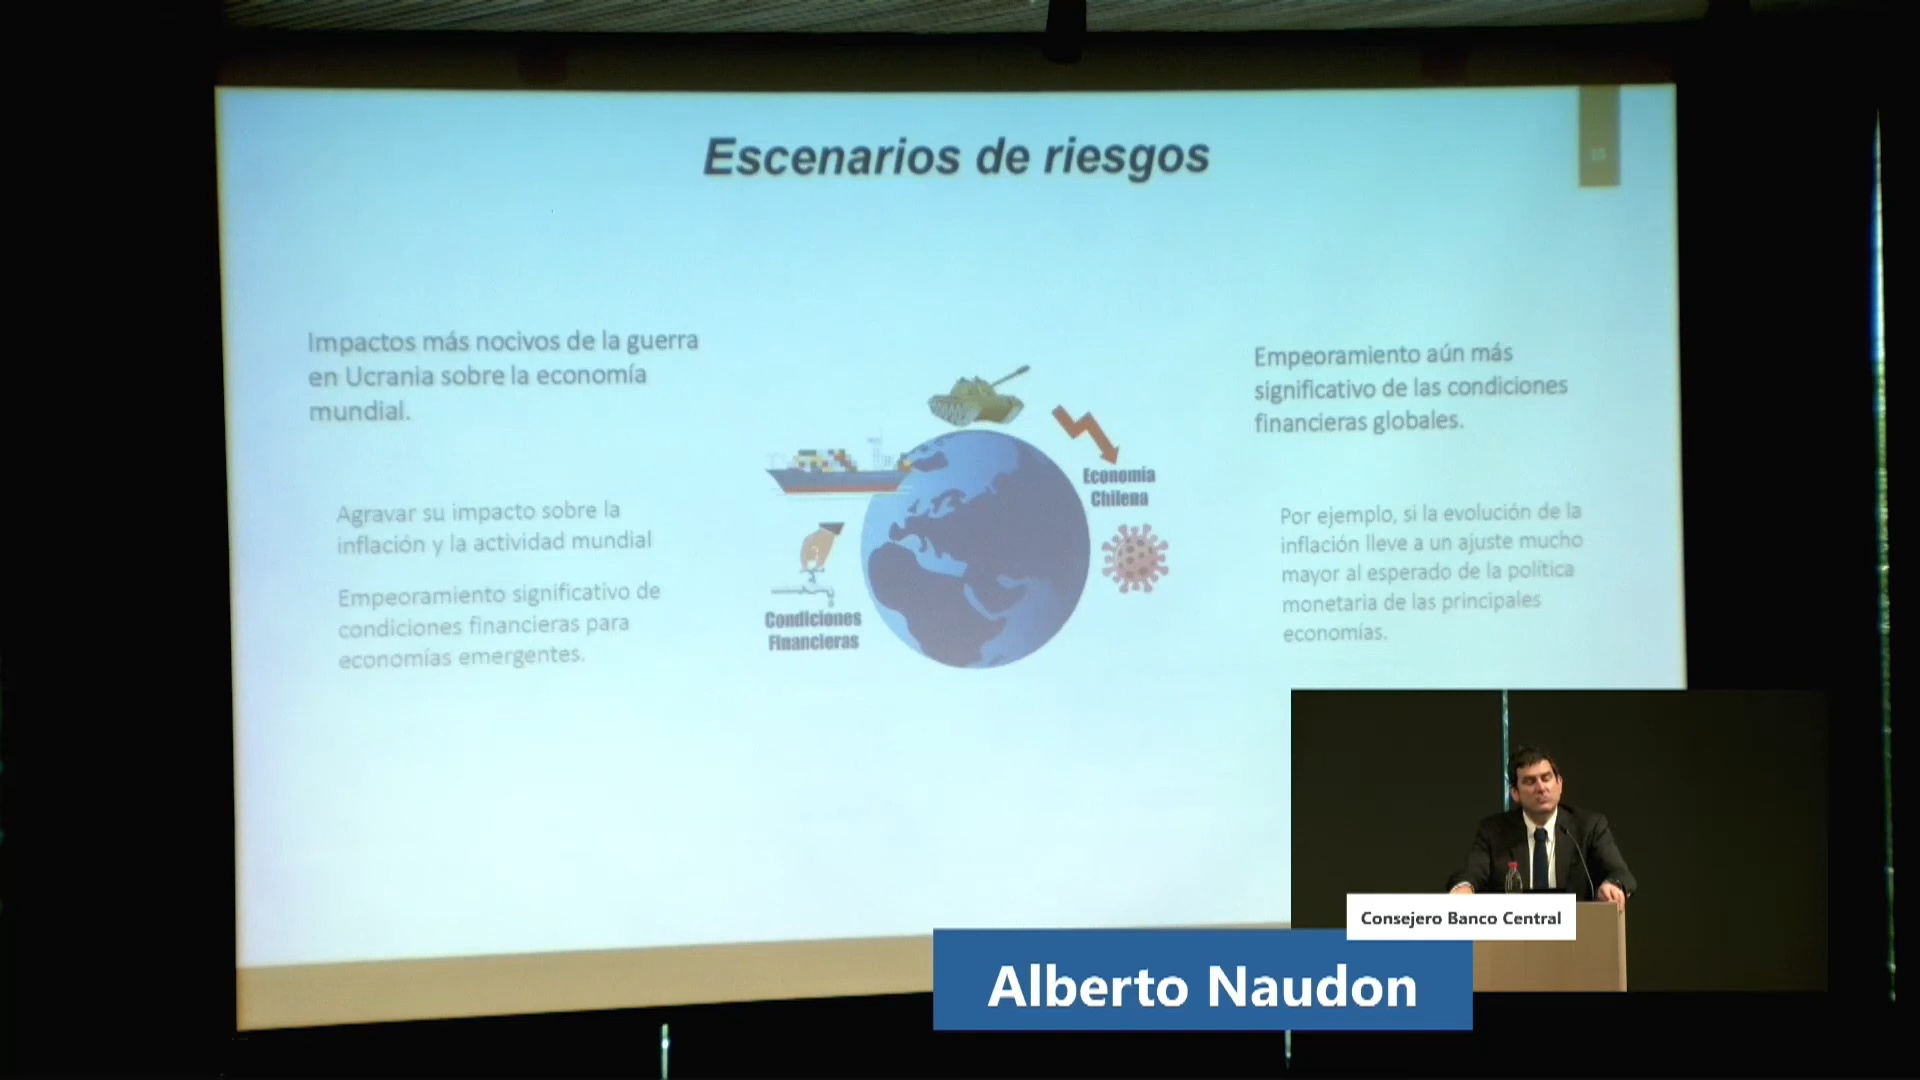 Escenarios de riesgos
Impactos más nocivos de la guerra
en Ucrania sobre la economía
mundial.
Agravar su impacto sobre la
inflación y la actividad mundial
Empeoramiento significativo de
condiciones financieras para
economías emergentes.
Economía
Chilena
Condiciones
Financieras
Empeoramiento aún más
significativo de las condiciones
financieras globales.
Por ejemplo, si la evolución de la
inflación lleve a un ajuste mucho
mayor al esperado de la política
monetaria de las principales
economías.
Consejero Banco Central
Alberto Naudon